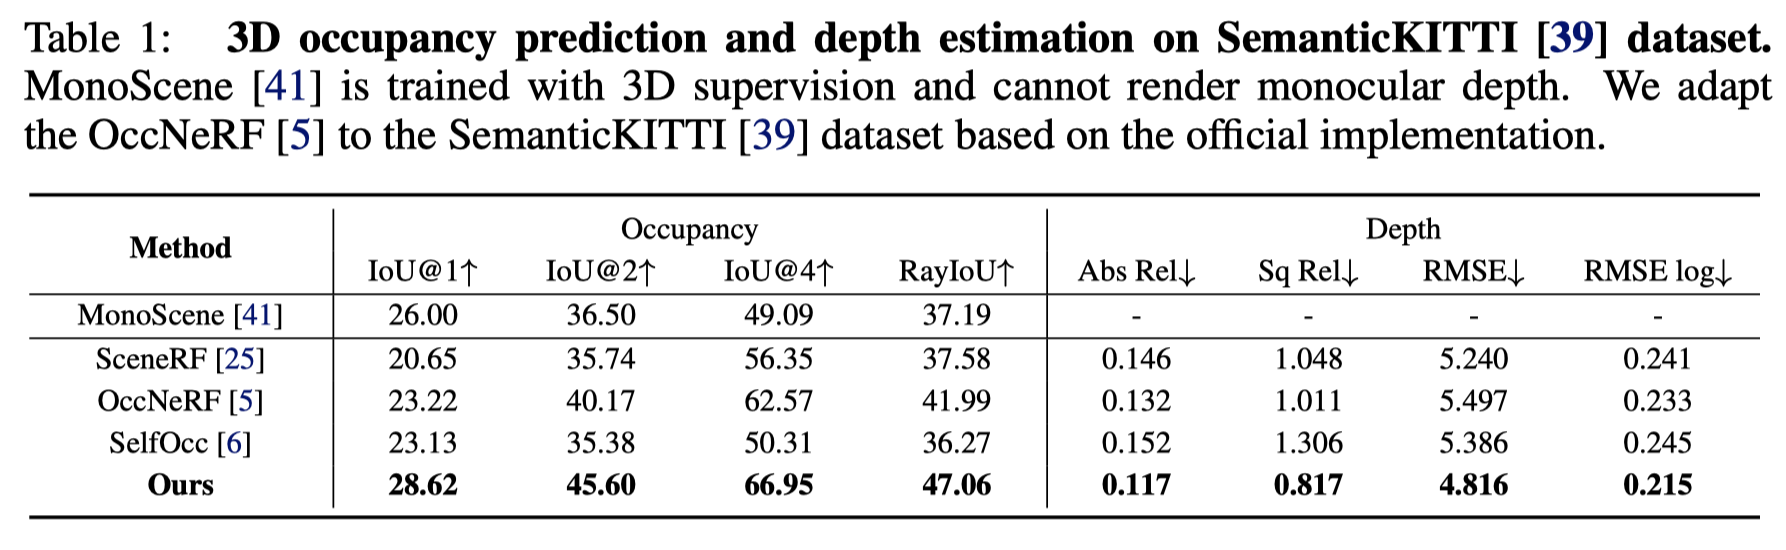 Table 1: 3D occupancy prediction and depth estimation on SemanticKITTI [39] dataset.
MonoScene [41] is trained with 3D supervision and cannot render monocular depth. We adapt
the OccNeRF [5] to the SemanticKITTI [39] dataset based on the official implementation.
Method Occupancy Depth
IoU@1↑ IoU@2↑ IoU@4↑ RayIoU↑ Abs Rel↓ Sq Rel↓ RMSE↓ RMSE log↓
MonoScene [41] 26.00 36.50 49.09 37.19 - - - -
SceneRF [25] 20.65 35.74 56.35 37.58 0.146 1.048 5.240 0.241
OccNeRF [5] 23.22 40.17 62.57 41.99 0.132 1.011 5.497 0.233
SelfOcc [6] 23.13 35.38 50.31 36.27 0.152 1.306 5.386 0.245
Ours 28.62 45.60 66.95 47.06 0.117 0.817 4.816 0.215